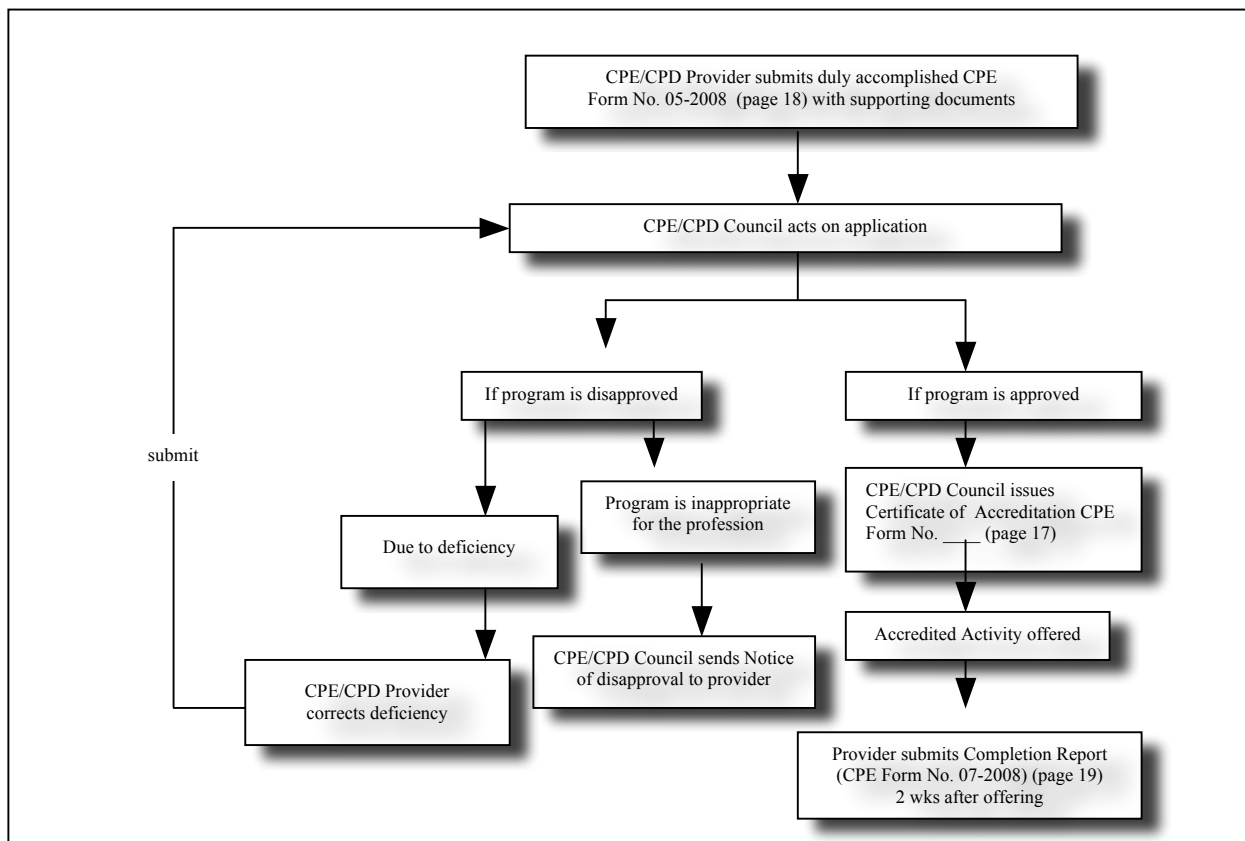 CPE/CPD Provider submits duly accomplished CPE
Form No. 05-2008 (page 18) with supporting documents
CPE/CPD Council acts on application
If program is disapproved
If program is approved
submit
Due to deficiency
Program is inappropriate
for the profession
CPE/CPD Council issues
Certificate of Accreditation CPE
Form No. ____ (page 17)
CPE/CPD Provider
corrects deficiency
CPE/CPD Council sends Notice
of disapproval to provider
Accredited Activity offered
Provider submits Completion Report
(CPE Form No. 07-2008) (page 19)
2 wks after offering